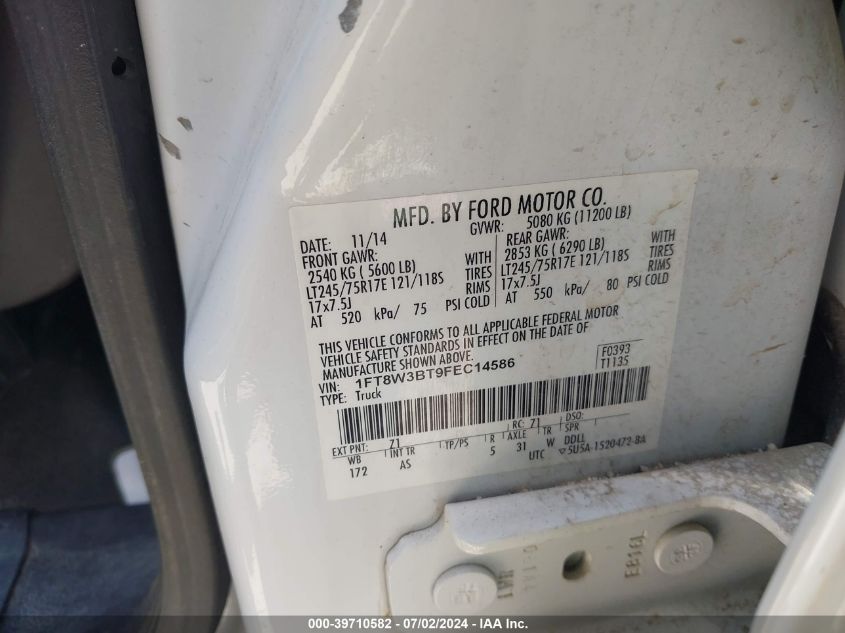 MFD. BY FORD MOTOR CO.
DATE: 11/14 GVWR: 5080 KG (11200 LB)
FRONT GAWR: REAR GAWR:
2540 KG ( 5600 LB) WITH 2853 KG ( 6290 LB) WITH
LT245/75R17E 121/118S TIRES LT245/75R17E 121/118S TIRES
17x7.5J RIMS 17x7.5J RIMS
AT 520 kPa/ 75 PSI COLD AT 550 kPa/ 80 PSI COLD
THIS VEHICLE CONFORMS TO ALL APPLICABLE FEDERAL MOTOR
VEHICLE SAFETY STANDARDS IN EFFECT ON THE DATE OF
MANUFACTURE SHOWN ABOVE.
VIN: 1FT8W3BT9FEC14586 F0393
TYPE: Truck T1135
EXT PNT: Z1 RC: 71 DSO:
WB INT TR TP/PS R AXLE TR SPR
172 AS 5 31 W DDLL
UTC ▽5U5A-1520472-BA
EB16L
000-39710582 - 07/02/2024 - IAA Inc.